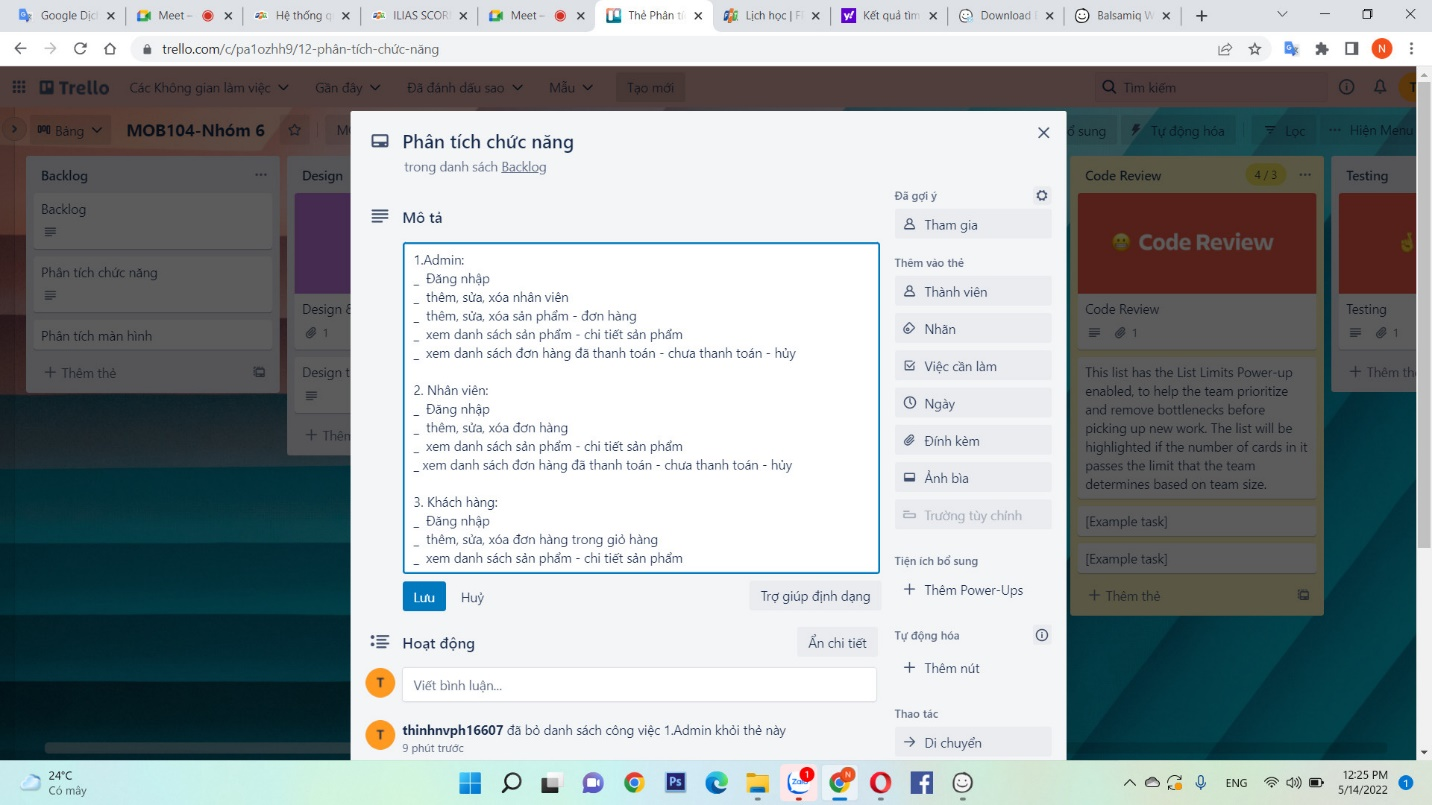 Google Dịch
Meet –
Hệ thống q
ILIAS SCORM
Meet –
Thẻ Phân t
Lịch học | F
Kết quả tìm
Download
Balsamiq W
trello.com/c/pa1ozhh9/12-phân-tích-chức-năng
N
Trello
Các Không gian làm việc
Gần đây
Đã đánh dấu sao
Mẫu
Tạo mới
Tìm kiếm
T
Bảng
MOB104-Nhóm 6
ổ sung
Tự động hóa
Lọc
Hiện Menu
Backlog
Backlog
Phân tích chức năng
Phân tích màn hình
+ Thêm thẻ
Design
Design &
1
Design t
+ Thêm
Phân tích chức năng
trong danh sách Backlog
Mô tả
1.Admin:
_ Đăng nhập
_ thêm, sửa, xóa nhân viên
_ thêm, sửa, xóa sản phẩm - đơn hàng
_ xem danh sách sản phẩm - chi tiết sản phẩm
_ xem danh sách đơn hàng đã thanh toán - chưa thanh toán - hủy
2. Nhân viên:
_ Đăng nhập
_ thêm, sửa, xóa đơn hàng
_ xem danh sách sản phẩm - chi tiết sản phẩm
_ xem danh sách đơn hàng đã thanh toán - chưa thanh toán - hủy
3. Khách hàng:
_ Đăng nhập
_ thêm, sửa, xóa đơn hàng trong giỏ hàng
_ xem danh sách sản phẩm - chi tiết sản phẩm
Lưu
Huỷ
Trợ giúp định dạng
Hoạt động
Ẩn chi tiết
T
Viết bình luận...
T
thinhnvph16607 đã bỏ danh sách công việc 1.Admin khỏi thẻ này
9 phút trước
Đã gợi ý
Tham gia
Thêm vào thẻ
Thành viên
Nhãn
Việc cần làm
Ngày
Đính kèm
Ảnh bìa
Trường tùy chỉnh
Tiện ích bổ sung
+ Thêm Power-Ups
Tự động hóa
+ Thêm nút
Thao tác
→ Di chuyển
Code Review
4 / 3
Code Review
Code Review
1
This list has the List Limits Power-up
enabled, to help the team prioritize
and remove bottlenecks before
picking up new work. The list will be
highlighted if the number of cards in it
passes the limit that the team
determines based on team size.
[Example task]
[Example task]
+ Thêm thẻ
Testing
Testing
1
+ Thêm th
24°C
Có mây
Ps
Zalo
1
N
ENG
12:25 PM
5/14/2022
1